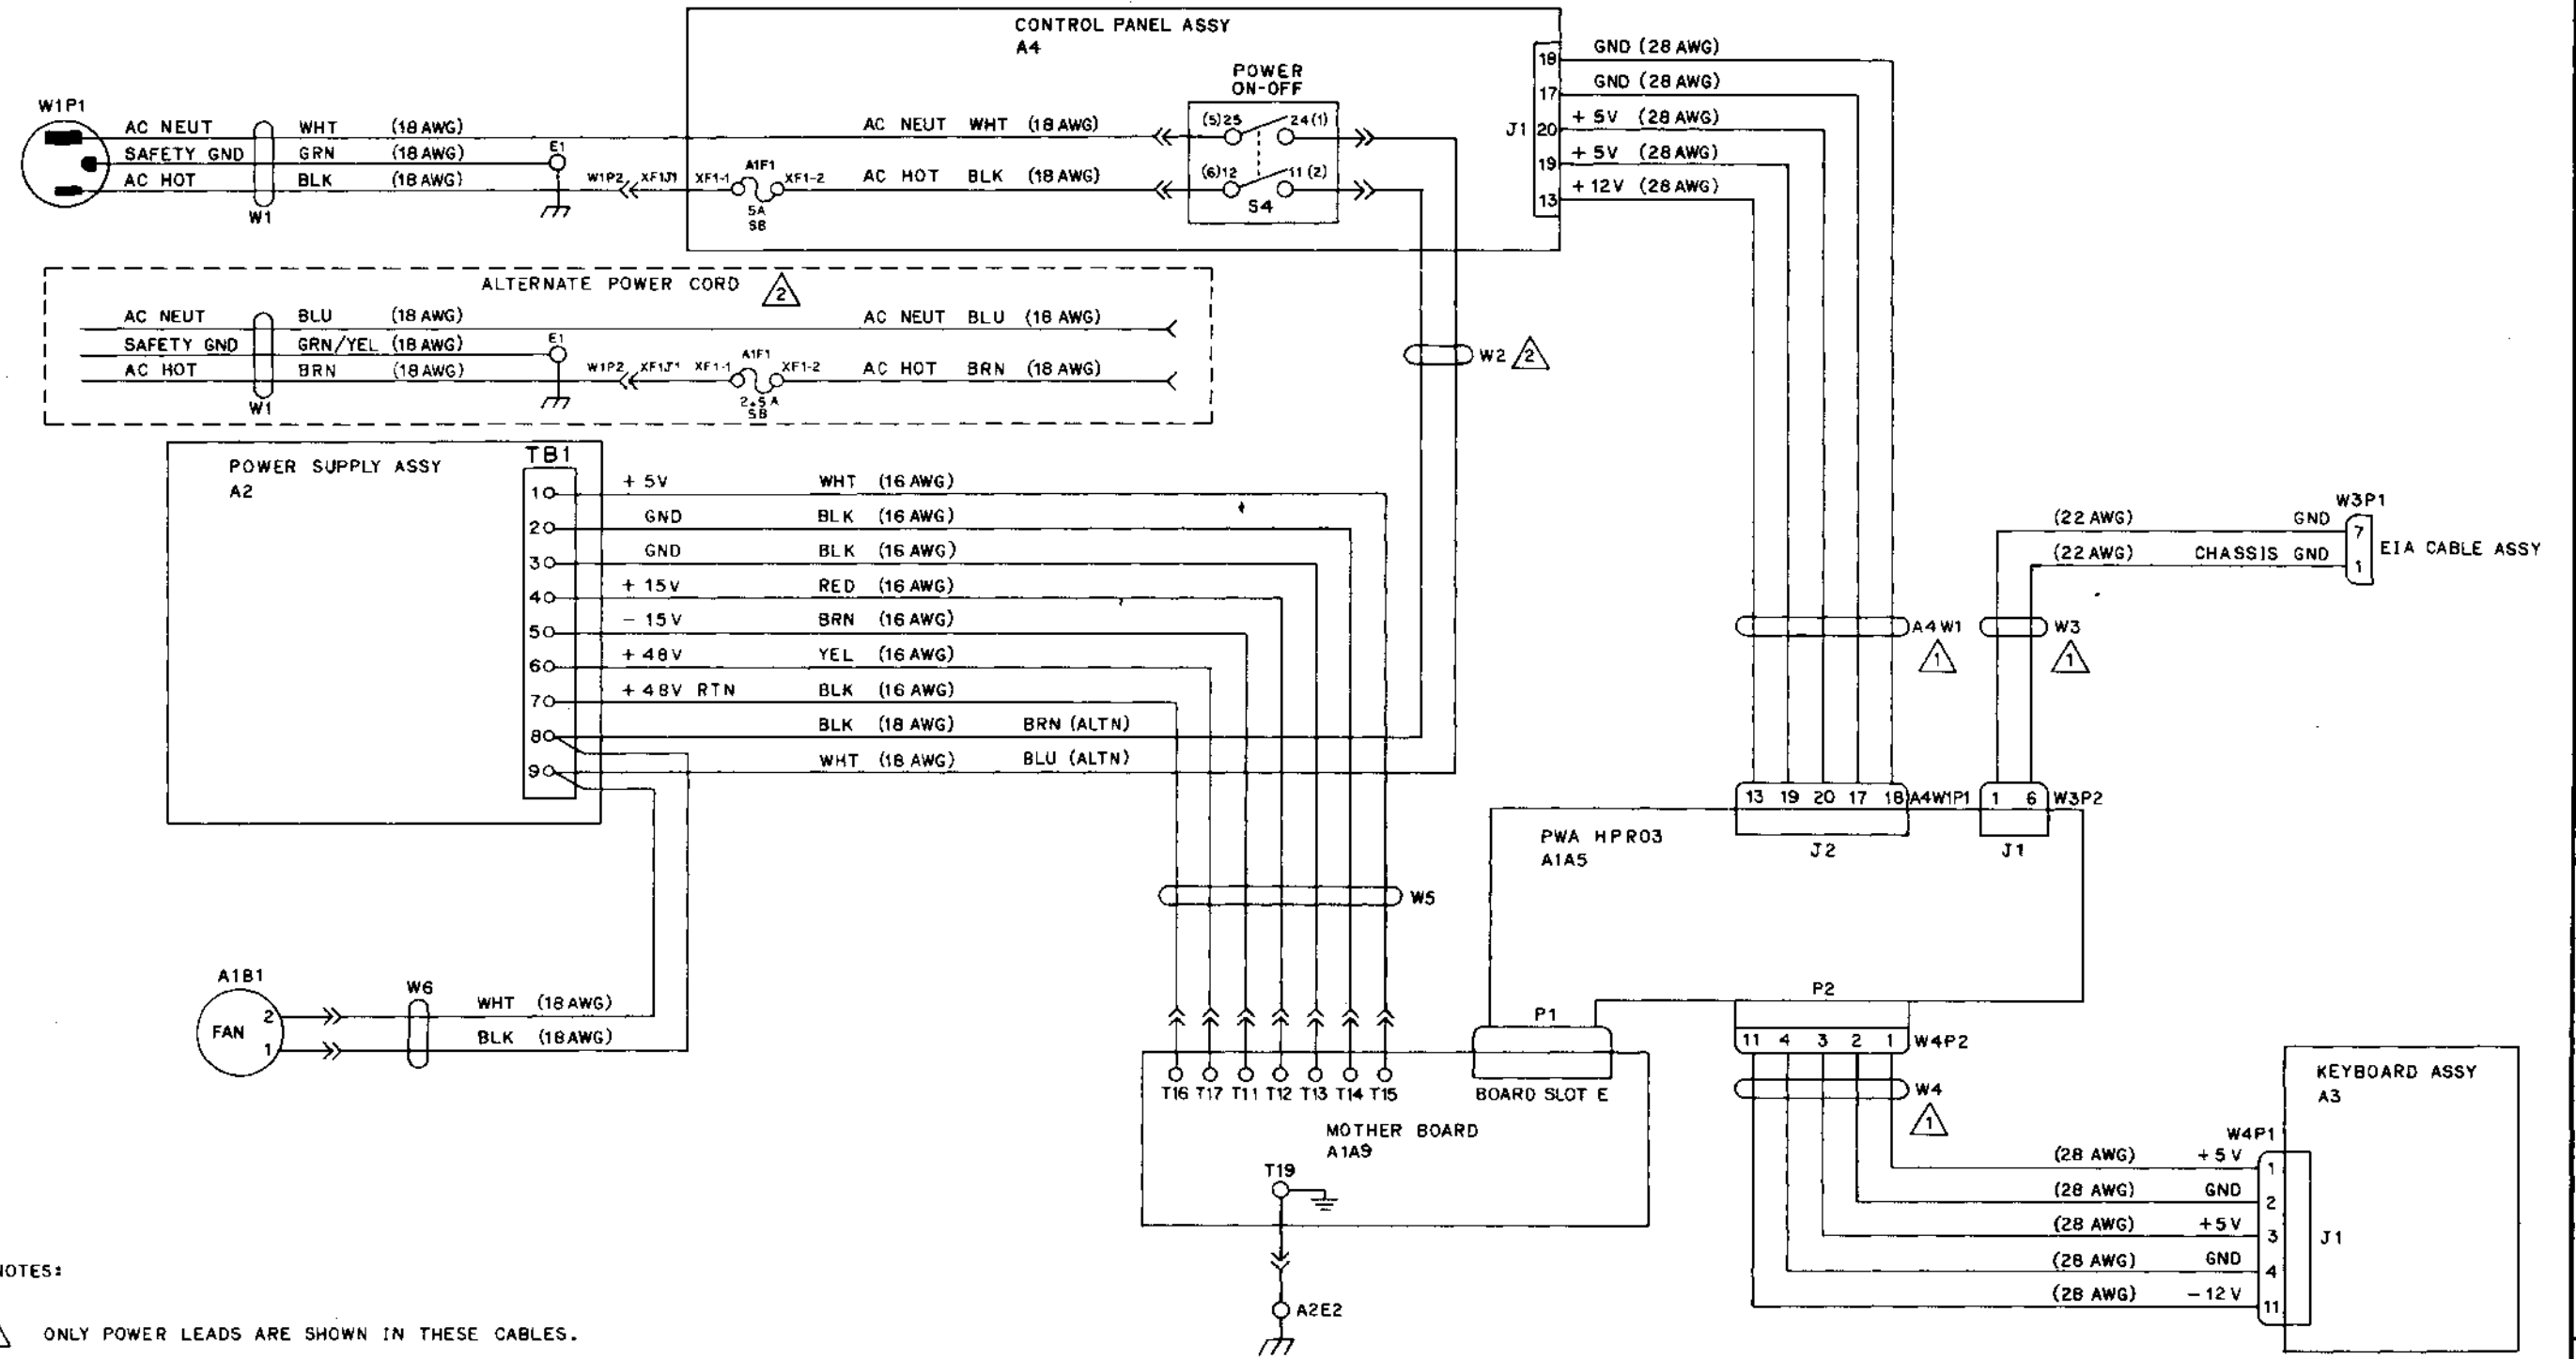 CONTROL PANEL ASSY
A4
POWER
ON-OFF
W1P1
AC NEUT WHT (18 AWG)
SAFETY GND GRN (18 AWG)
AC HOT BLK (18 AWG)
W1
E1
W1P2 XF1J1 XF1-1 A1F1 XF1-2
5A
SB
AC NEUT WHT (18 AWG)
AC HOT BLK (18 AWG)
(5)25 24(1)
(6)12 11(2)
S4
J1
18 GND (28 AWG)
17 GND (28 AWG)
20 + 5V (28 AWG)
19 + 5V (28 AWG)
13 + 12V (28 AWG)
ALTERNATE POWER CORD 2
AC NEUT BLU (18 AWG)
SAFETY GND GRN/YEL (18 AWG)
AC HOT BRN (18 AWG)
W1
E1
W1P2 XF1J1 XF1-1 A1F1 XF1-2
2.5 A
SB
AC NEUT BLU (18 AWG)
AC HOT BRN (18 AWG)
W2 2
POWER SUPPLY ASSY
A2
TB1
1 + 5V WHT (16 AWG)
2 GND BLK (16 AWG)
3 GND BLK (16 AWG)
4 + 15V RED (16 AWG)
5 - 15V BRN (16 AWG)
6 + 48V YEL (16 AWG)
7 + 48V RTN BLK (16 AWG)
8 BLK (18 AWG) BRN (ALTN)
9 WHT (18 AWG) BLU (ALTN)
W3P1
(22 AWG) GND 7
(22 AWG) CHASSIS GND 1
EIA CABLE ASSY
A4W1
1
W3
1
13 19 20 17 18 A4W1P1
1 6 W3P2
J2
J1
PWA HPR03
A1A5
W5
A1B1
FAN
2
1
W6
WHT (18 AWG)
BLK (18 AWG)
P1
P2
11 4 3 2 1 W4P2
W4
1
T16 T17 T11 T12 T13 T14 T15
BOARD SLOT E
MOTHER BOARD
A1A9
T19
A2E2
KEYBOARD ASSY
A3
W4P1
(28 AWG) + 5 V 1
(28 AWG) GND 2
(28 AWG) + 5 V 3
(28 AWG) GND 4
(28 AWG) - 12 V 11
J1
NOTES:
ONLY POWER LEADS ARE SHOWN IN THESE CABLES.